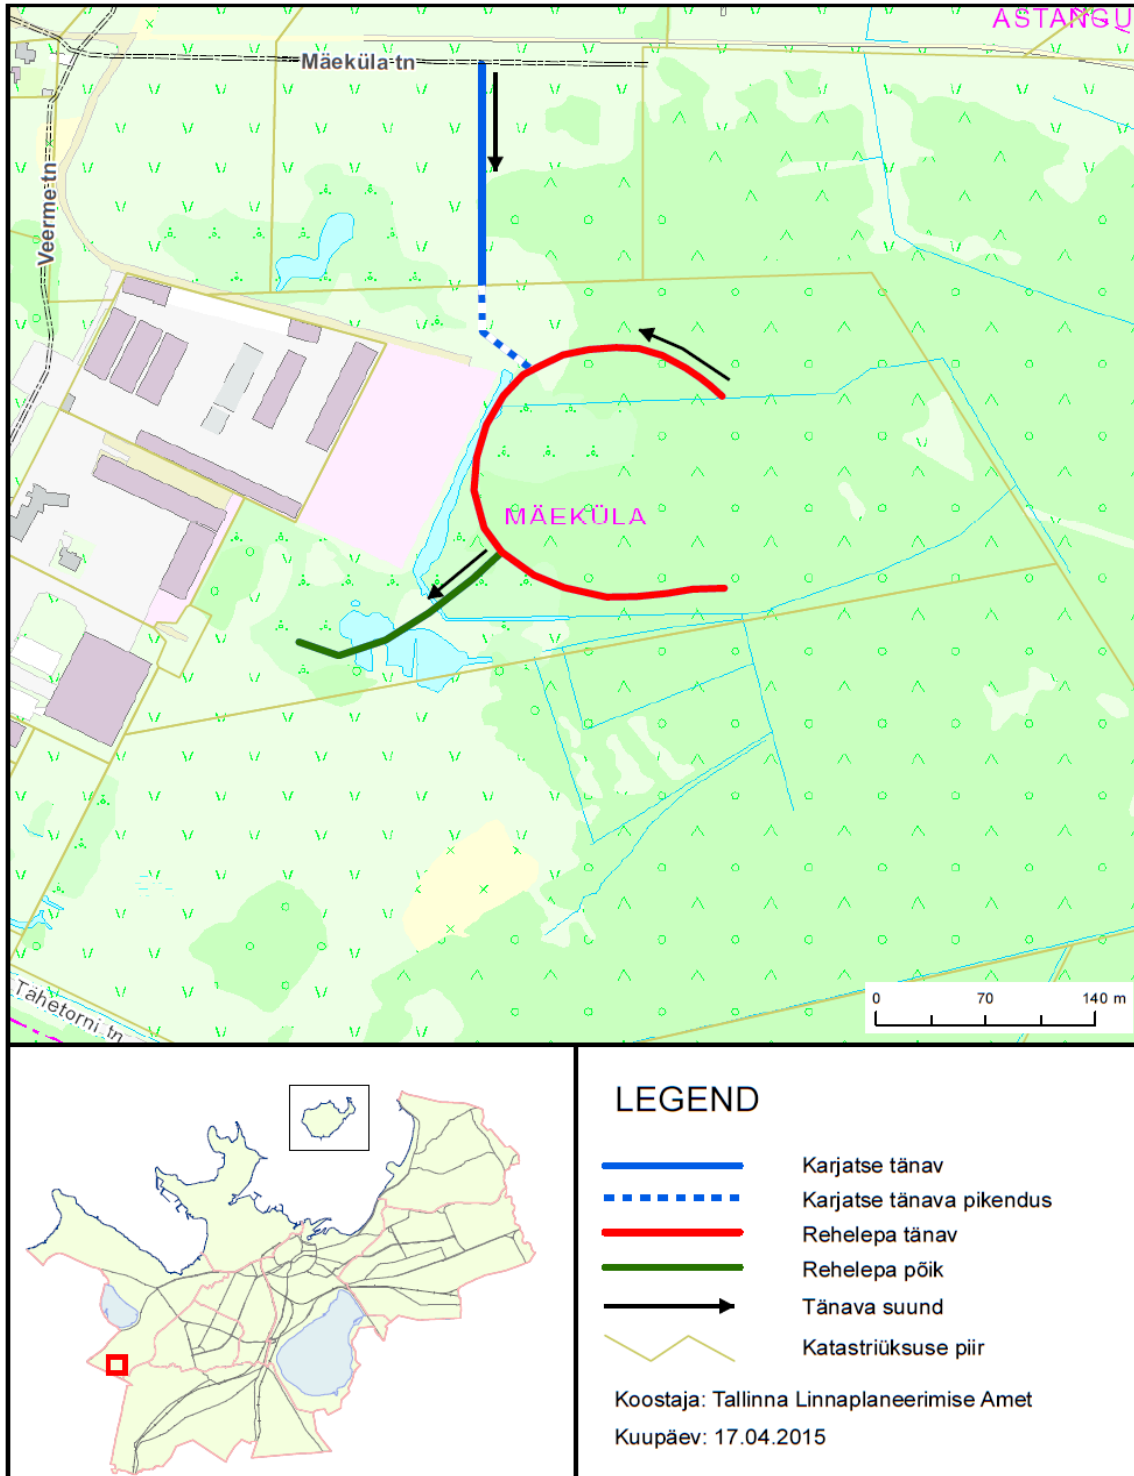 ASTANGU
Mäeküla tn
Veerme tn
MÄEKÜLA
Tähetorni tn
0 70 140 m
LEGEND
Karjatse tänav
Karjatse tänava pikendus
Rehelepa tänav
Rehelepa põik
Tänava suund
Katastriüksuse piir
Koostaja: Tallinna Linnaplaneerimise Amet
Kuupäev: 17.04.2015